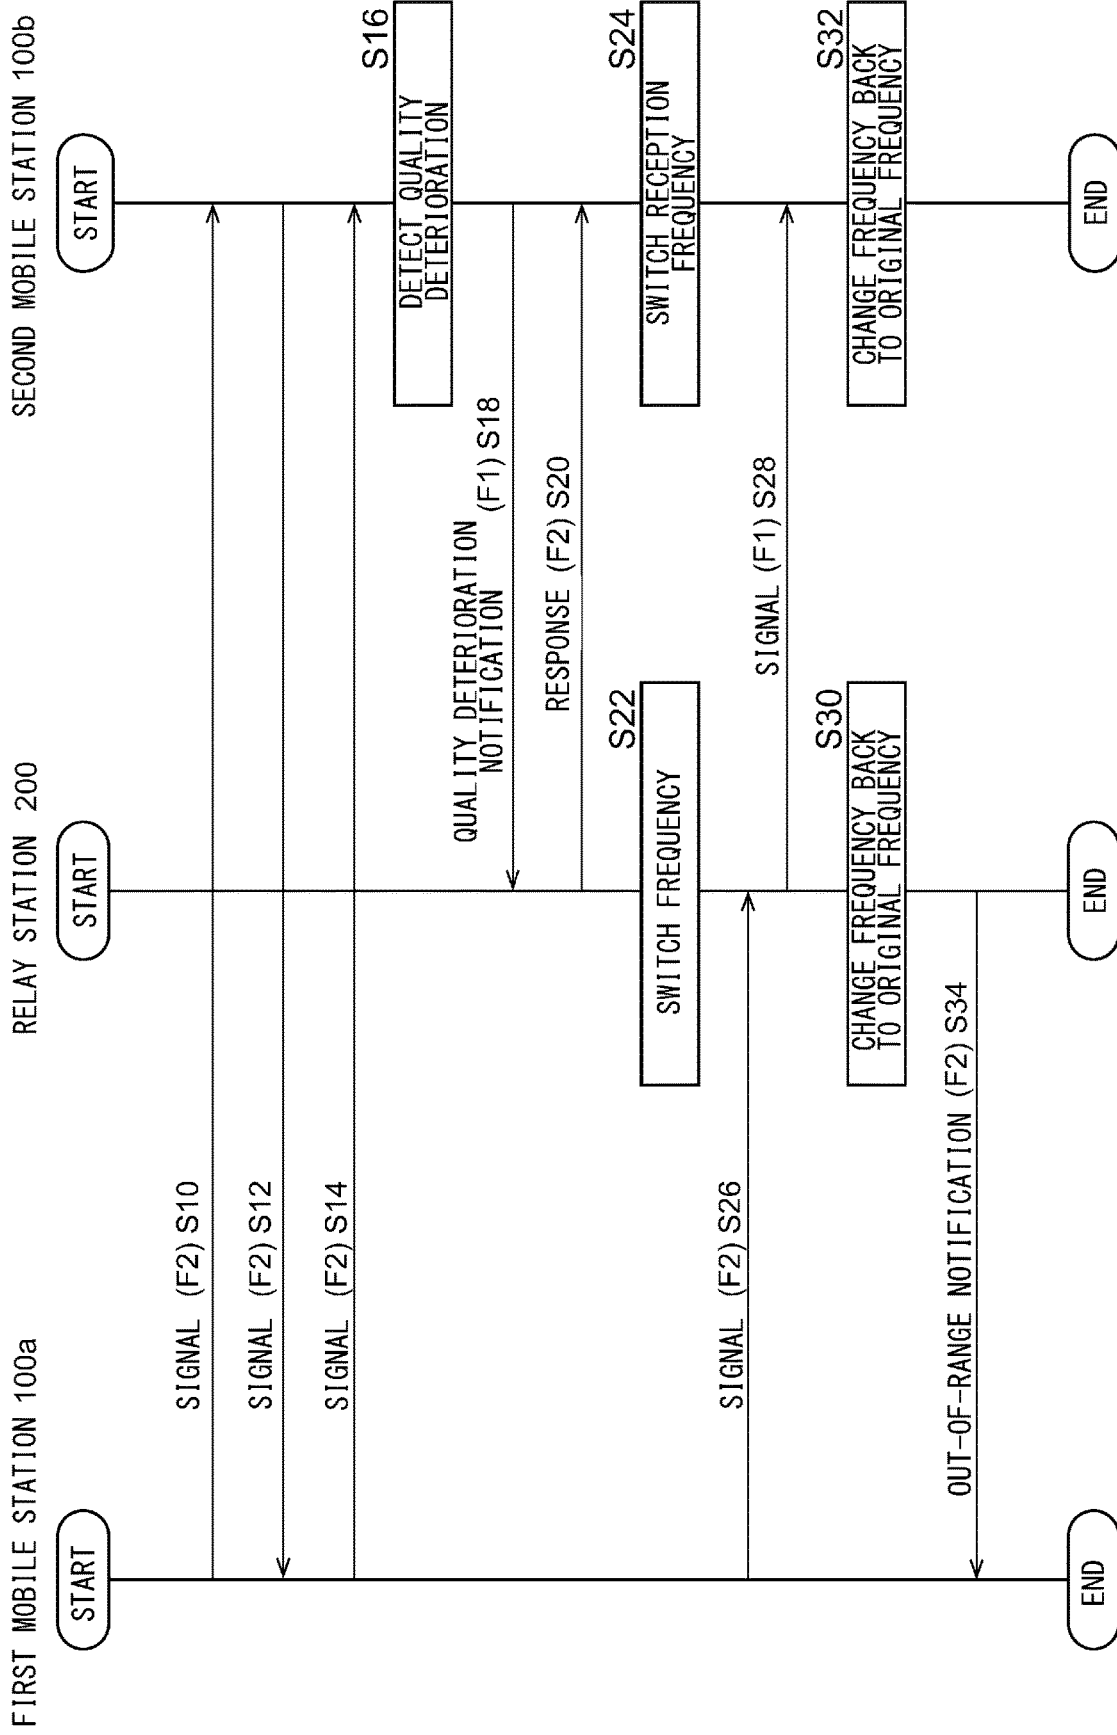 FIRST MOBILE STATION 100a
RELAY STATION 200
SECOND MOBILE STATION 100b
START
START
START
SIGNAL (F2) S10
SIGNAL (F2) S12
SIGNAL (F2) S14
S16
DETECT QUALITY
DETERIORATION
QUALITY DETERIORATION
NOTIFICATION
(F1) S18
RESPONSE (F2) S20
S22
SWITCH FREQUENCY
S24
SWITCH RECEPTION
FREQUENCY
SIGNAL (F2) S26
SIGNAL (F1) S28
S30
CHANGE FREQUENCY BACK
TO ORIGINAL FREQUENCY
S32
CHANGE FREQUENCY BACK
TO ORIGINAL FREQUENCY
OUT-OF-RANGE NOTIFICATION (F2) S34
END
END
END